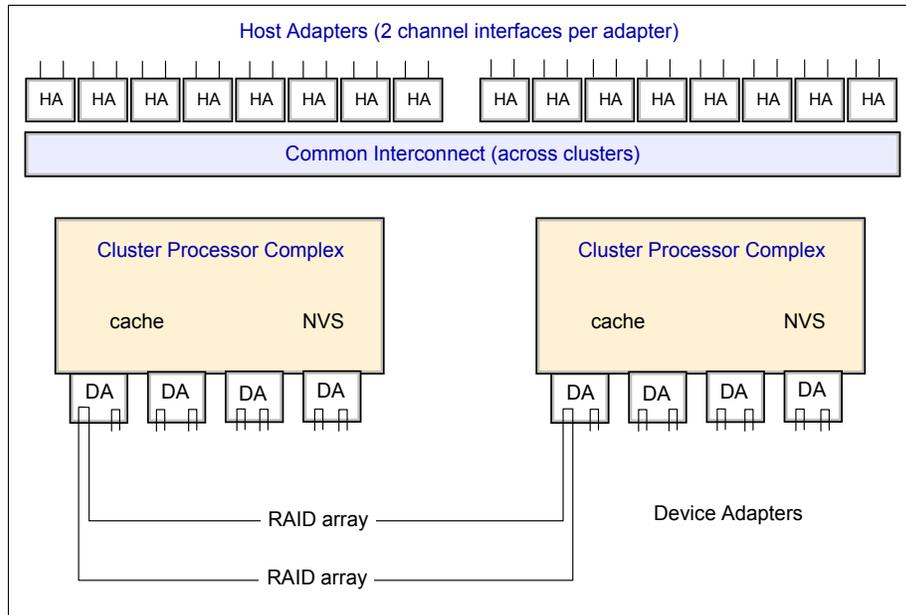 Host Adapters (2 channel interfaces per adapter)
HA HA HA HA HA HA HA HA HA HA HA HA HA HA HA HA
Common Interconnect (across clusters)
Cluster Processor Complex Cluster Processor Complex
cache NVS cache NVS
DA DA DA DA DA DA DA DA
RAID array Device Adapters
RAID array